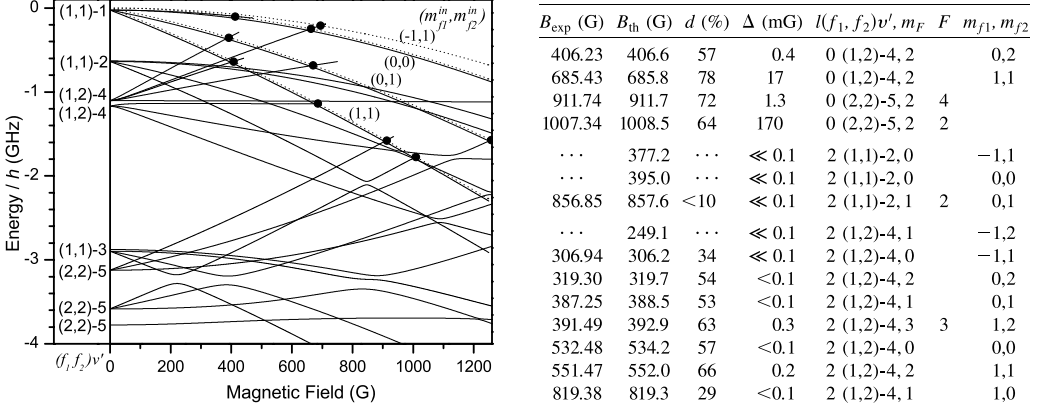 (m^in_f1, m^in_f2)
(-1,1)
(0,0)
(0,1)
(1,1)
(1,1)-1
(1,1)-2
(1,2)-4
(1,2)-4
(1,1)-3
(2,2)-5
(2,2)-5
(2,2)-5
(f1 f2)v'
0
-1
-2
-3
-4
Energy / h (GHz)
0 200 400 600 800 1000 1200
Magnetic Field (G)
B_exp (G) B_th (G) d (%) Δ (mG) l(f1, f2)v', m_F F m_f1, m_f2
406.23 406.6 57 0.4 0 (1,2)-4, 2 0,2
685.43 685.8 78 17 0 (1,2)-4, 2 1,1
911.74 911.7 72 1.3 0 (2,2)-5, 2 4
1007.34 1008.5 64 170 0 (2,2)-5, 2 2
··· 377.2 ··· ≪ 0.1 2 (1,1)-2, 0 −1,1
··· 395.0 ··· ≪ 0.1 2 (1,1)-2, 0 0,0
856.85 857.6 <10 ≪ 0.1 2 (1,1)-2, 1 2 0,1
··· 249.1 ··· ≪ 0.1 2 (1,2)-4, 1 −1,2
306.94 306.2 34 ≪ 0.1 2 (1,2)-4, 0 −1,1
319.30 319.7 54 <0.1 2 (1,2)-4, 2 0,2
387.25 388.5 53 <0.1 2 (1,2)-4, 1 0,1
391.49 392.9 63 0.3 2 (1,2)-4, 3 3 1,2
532.48 534.2 57 <0.1 2 (1,2)-4, 0 0,0
551.47 552.0 66 0.2 2 (1,2)-4, 2 1,1
819.38 819.3 29 <0.1 2 (1,2)-4, 1 1,0